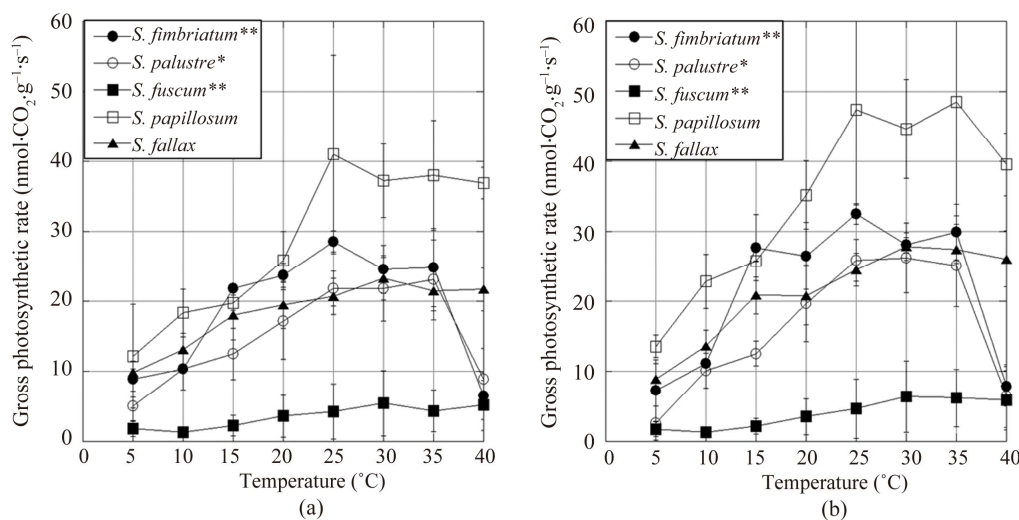 Gross photosynthetic rate (nmol·CO₂·g⁻¹·s⁻¹)
60
50
40
30
20
10
0
S. fimbriatum**
S. palustre*
S. fuscum**
S. papillosum
S. fallax
0 5 10 15 20 25 30 35 40
Temperature (˚C)
(a)
Gross photosynthetic rate (nmol·CO₂·g⁻¹·s⁻¹)
60
50
40
30
20
10
0
S. fimbriatum**
S. palustre*
S. fuscum**
S. papillosum
S. fallax
0 5 10 15 20 25 30 35 40
Temperature (˚C)
(b)